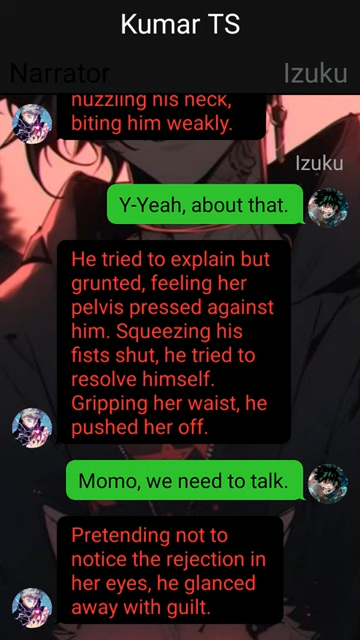 Kumar TS
Narrator
Izuku
nuzzling his neck,
biting him weakly.
Izuku
Y-Yeah, about that.
He tried to explain but
grunted, feeling her
pelvis pressed against
him. Squeezing his
fists shut, he tried to
resolve himself.
Gripping her waist, he
pushed her off.
Momo, we need to talk.
Pretending not to
notice the rejection in
her eyes, he glanced
away with guilt.